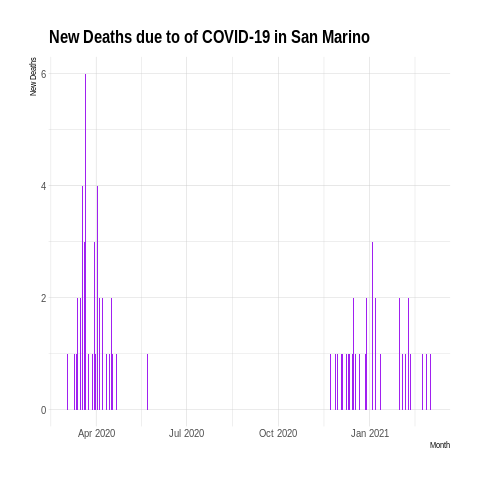 New Deaths due to of COVID-19 in San Marino
New Deaths
6
4
2
0
Apr 2020 Jul 2020 Oct 2020 Jan 2021
Month